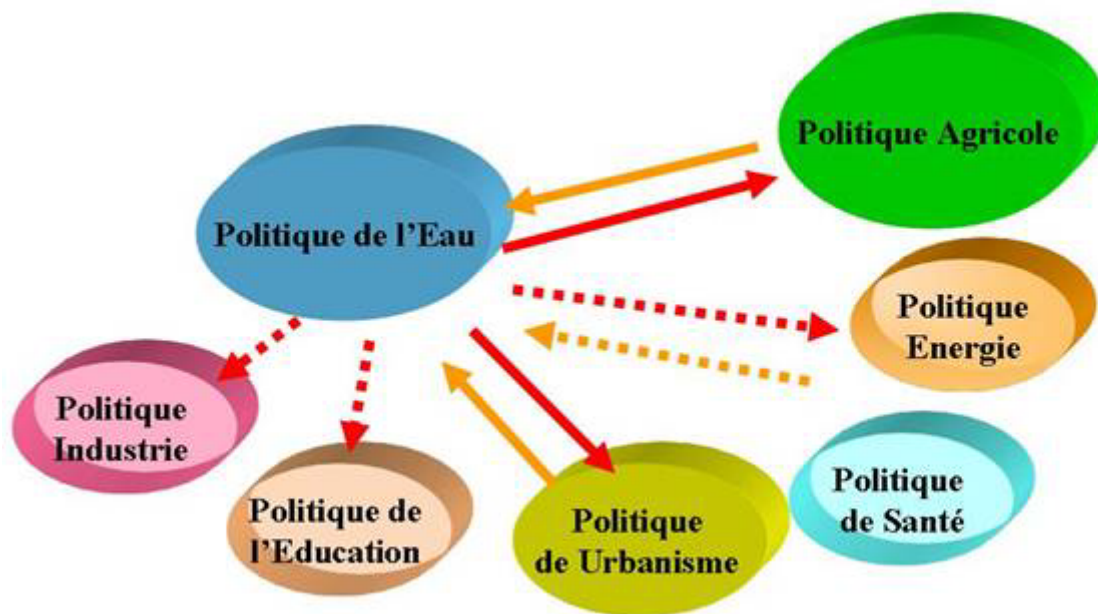 Politique Agricole
Politique de l'Eau
Politique
Energie
Politique
Industrie
Politique de
l'Education
Politique
de Urbanisme
Politique
de Santé